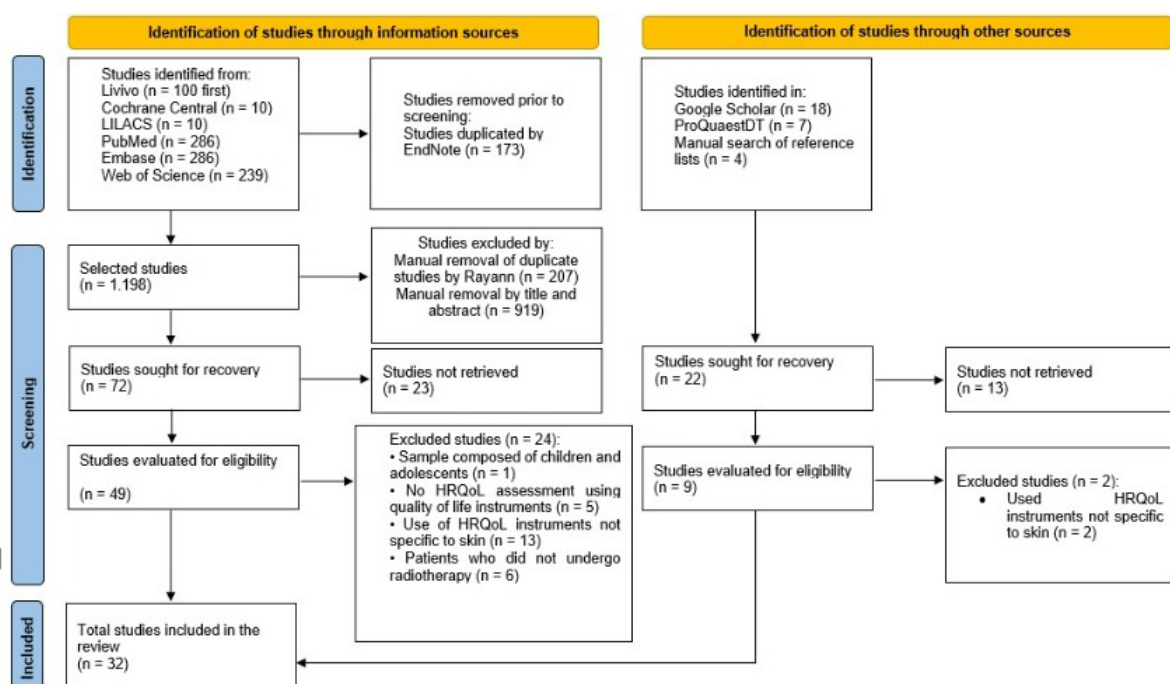 Identification of studies through information sources
Identification of studies through other sources
Identification
Studies identified from:
Livivo (n = 100 first)
Cochrane Central (n = 10)
LILACS (n = 10)
PubMed (n = 286)
Embase (n = 286)
Web of Science (n = 239)
Studies removed prior to
screening:
Studies duplicated by
EndNote (n = 173)
Studies identified in:
Google Scholar (n = 18)
ProQuaestDT (n = 7)
Manual search of reference
lists (n = 4)
Screening
Selected studies
(n = 1.198)
Studies excluded by:
Manual removal of duplicate
studies by Rayann (n = 207)
Manual removal by title and
abstract (n = 919)
Studies sought for recovery
(n = 72)
Studies not retrieved
(n = 23)
Studies sought for recovery
(n = 22)
Studies not retrieved
(n = 13)
Studies evaluated for eligibility
(n = 49)
Excluded studies (n = 24):
• Sample composed of children and
adolescents (n = 1)
• No HRQoL assessment using
quality of life instruments (n = 5)
• Use of HRQoL instruments not
specific to skin (n = 13)
• Patients who did not undergo
radiotherapy (n = 6)
Studies evaluated for eligibility
(n = 9)
Excluded studies (n = 2):
• Used HRQoL
instruments not specific
to skin (n = 2)
Included
Total studies included in the
review
(n = 32)